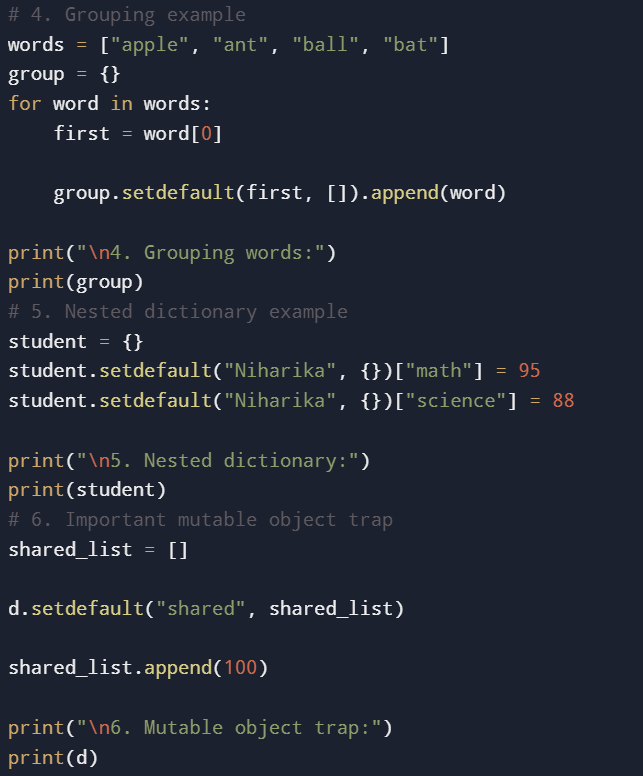 # 4. Grouping example
words = ["apple", "ant", "ball", "bat"]
group = {}
for word in words:
    first = word[0]

    group.setdefault(first, []).append(word)

print("\n4. Grouping words:")
print(group)
# 5. Nested dictionary example
student = {}
student.setdefault("Niharika", {})["math"] = 95
student.setdefault("Niharika", {})["science"] = 88

print("\n5. Nested dictionary:")
print(student)
# 6. Important mutable object trap
shared_list = []

d.setdefault("shared", shared_list)

shared_list.append(100)

print("\n6. Mutable object trap:")
print(d)